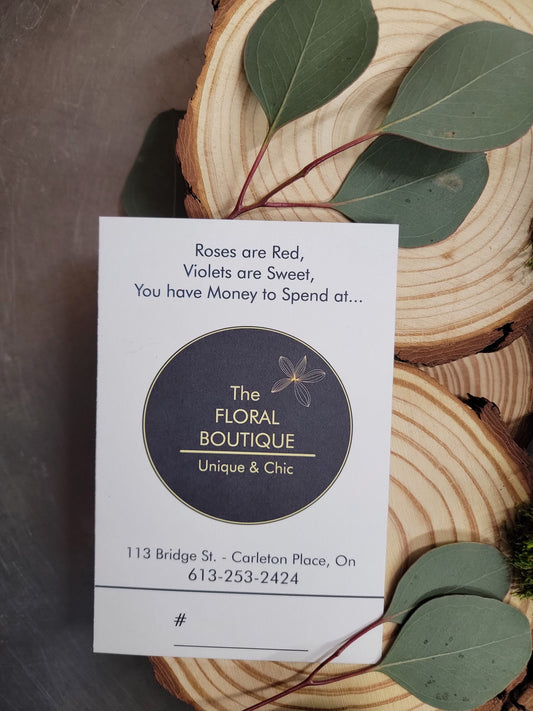 Roses are Red,
Violets are Sweet,
You have Money to Spend at...
The
FLORAL
BOUTIQUE
Unique & Chic
113 Bridge St. - Carleton Place, On
613-253-2424
#